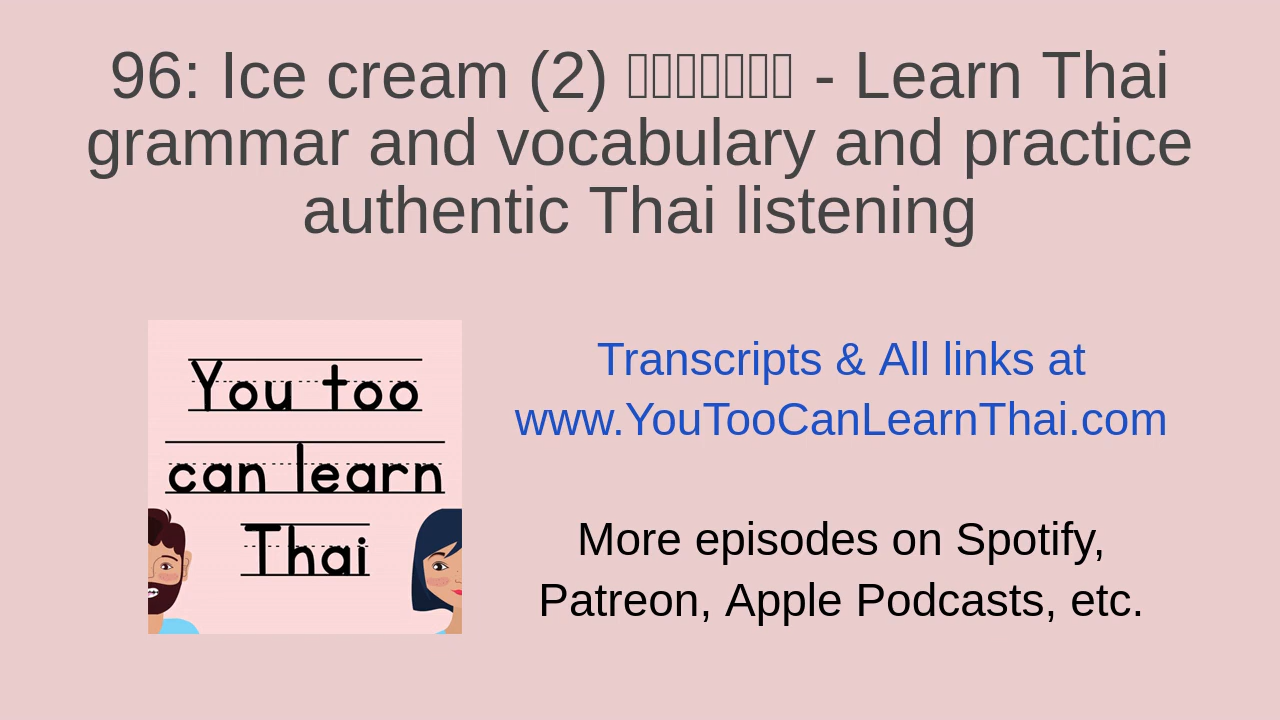 96: Ice cream (2) - Learn Thai
grammar and vocabulary and practice
authentic Thai listening
You too
can learn
Thai
Transcripts & All links at
www.YouTooCanLearnThai.com
More episodes on Spotify,
Patreon, Apple Podcasts, etc.